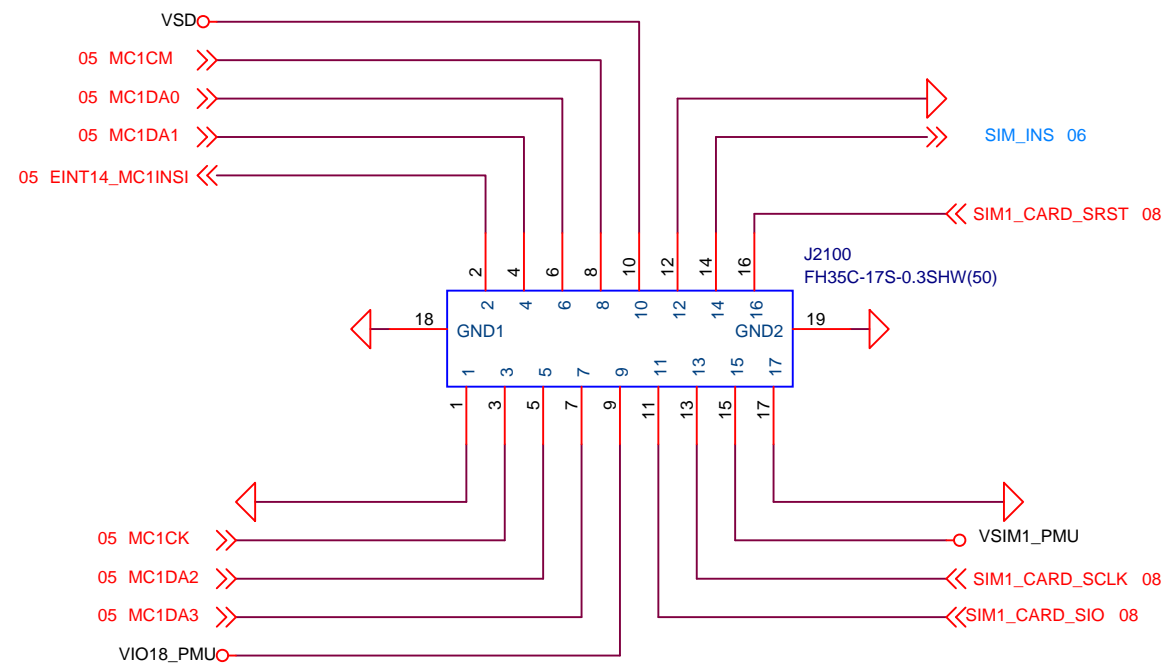 VSD
05 MC1CM
05 MC1DA0
05 MC1DA1
SIM_INS 06
05 EINT14_MC1INSI
SIM1_CARD_SRST 08
J2100
FH35C-17S-0.3SHW(50)
2 4 6 8 10 12 14 16
2 4 6 8 10 12 14 16
18 GND1 GND2 19
1 3 5 7 9 11 13 15 17
1 3 5 7 9 11 13 15 17
05 MC1CK
VSIM1_PMU
05 MC1DA2
SIM1_CARD_SCLK 08
05 MC1DA3
SIM1_CARD_SIO 08
VIO18_PMU